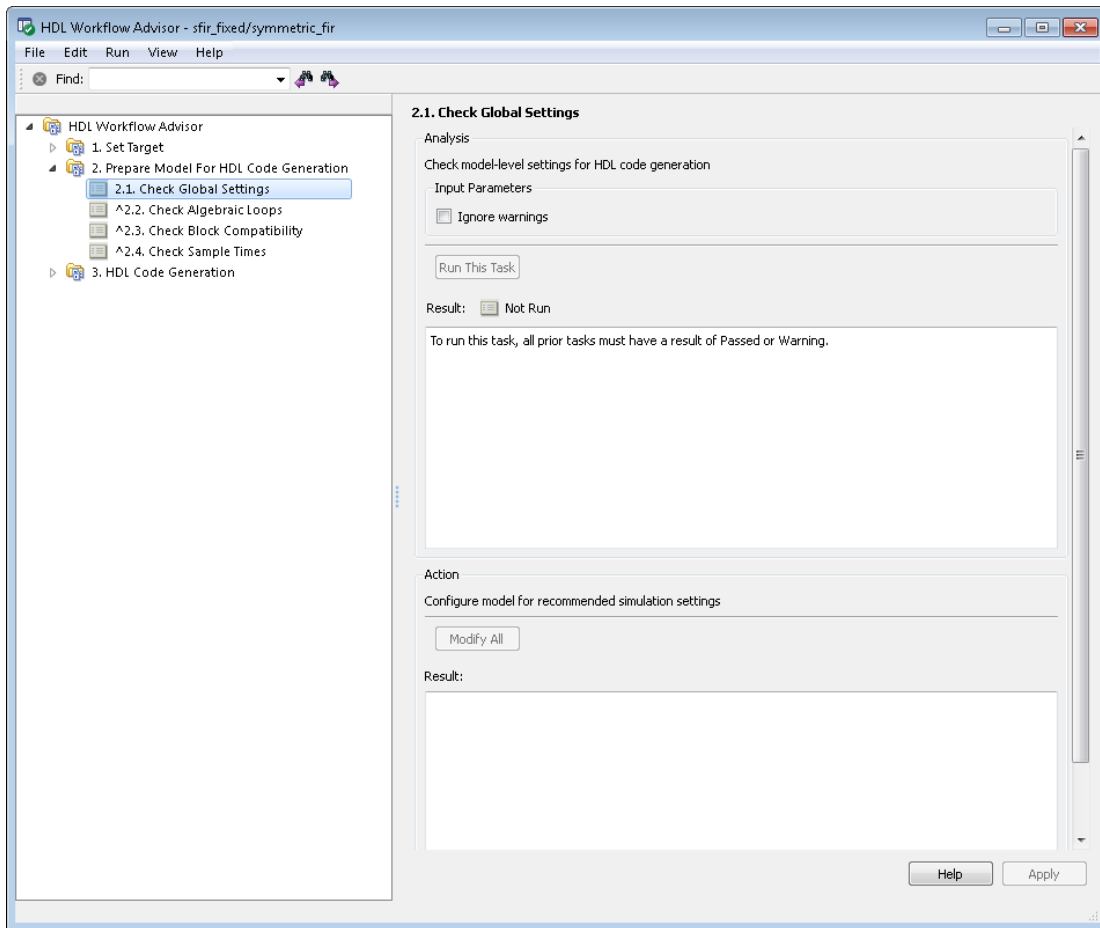 HDL Workflow Advisor - sfir_fixed/symmetric_fir
File Edit Run View Help
Find:
HDL Workflow Advisor
1. Set Target
2. Prepare Model For HDL Code Generation
2.1. Check Global Settings
^2.2. Check Algebraic Loops
^2.3. Check Block Compatibility
^2.4. Check Sample Times
3. HDL Code Generation
2.1. Check Global Settings
Analysis
Check model-level settings for HDL code generation
Input Parameters
Ignore warnings
Run This Task
Result: Not Run
To run this task, all prior tasks must have a result of Passed or Warning.
Action
Configure model for recommended simulation settings
Modify All
Result:
Help Apply